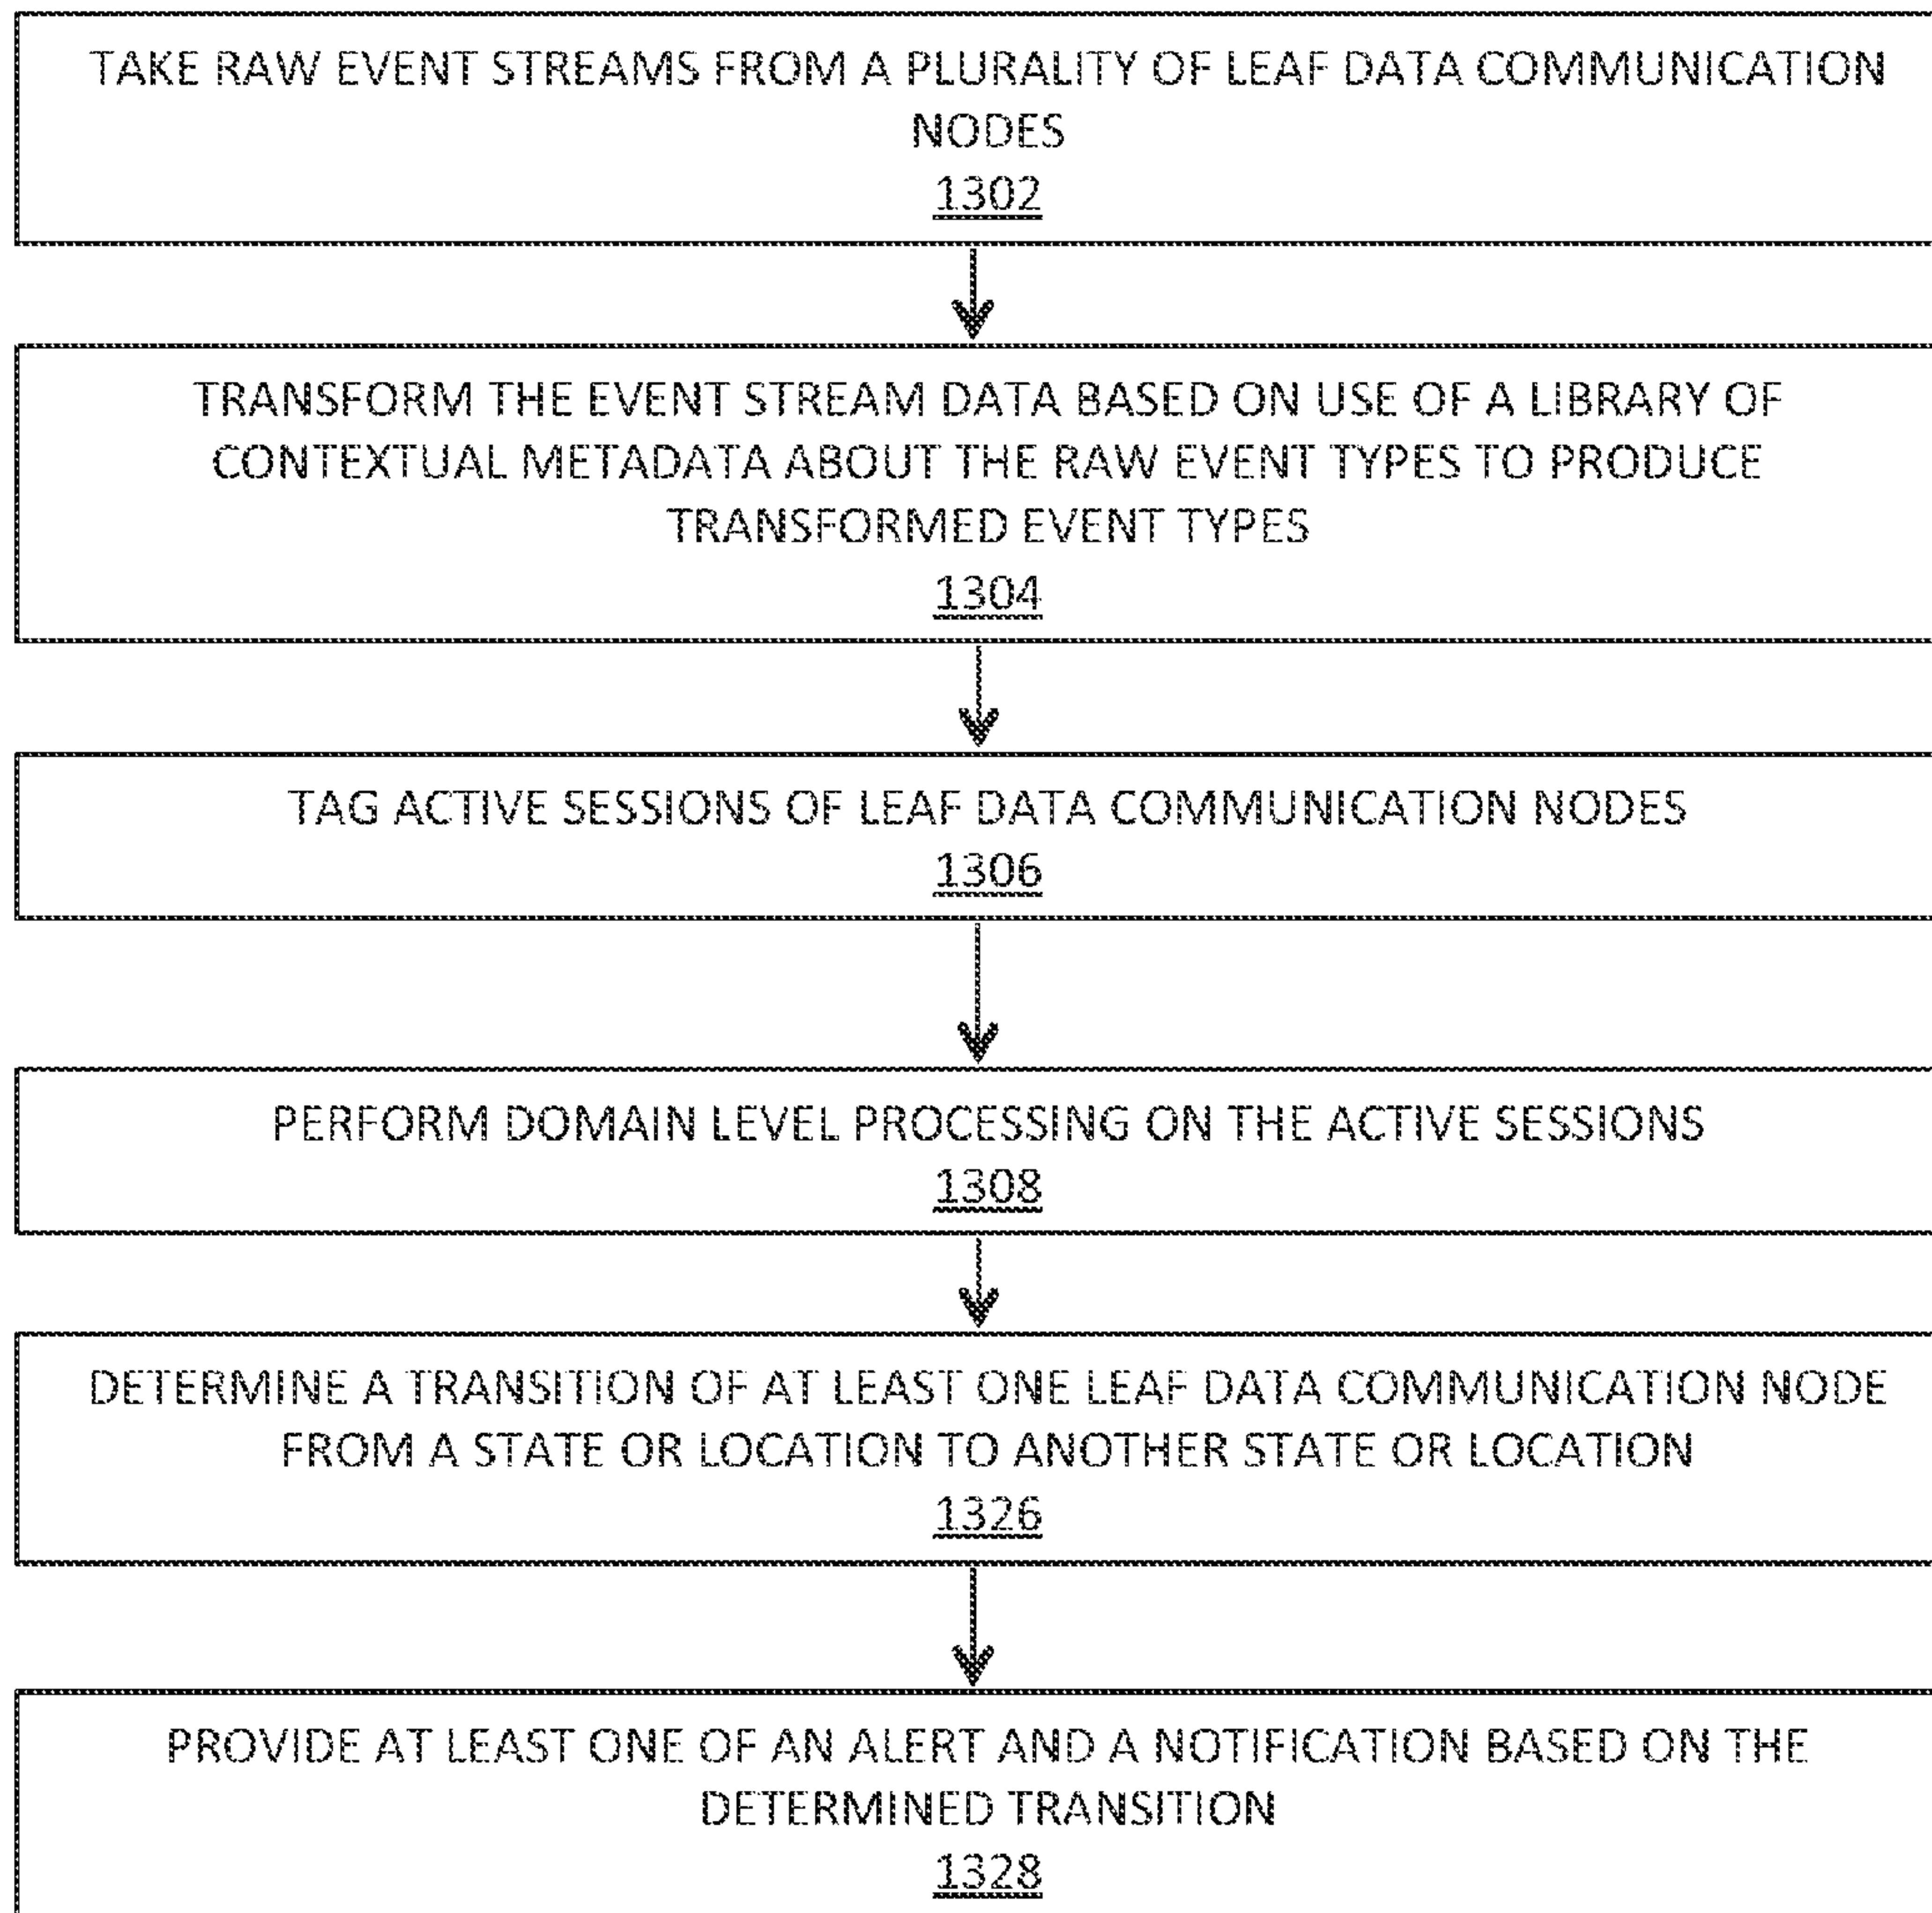 TAKE RAW EVENT STREAMS FROM A PLURALITY OF LEAF DATA COMMUNICATION
NODES
1302
TRANSFORM THE EVENT STREAM DATA BASED ON USE OF A LIBRARY OF
CONTEXTUAL METADATA ABOUT THE RAW EVENT TYPES TO PRODUCE
TRANSFORMED EVENT TYPES
1304
TAG ACTIVE SESSIONS OF LEAF DATA COMMUNICATION NODES
1306
PERFORM DOMAIN LEVEL PROCESSING ON THE ACTIVE SESSIONS
1308
DETERMINE A TRANSITION OF AT LEAST ONE LEAF DATA COMMUNICATION NODE
FROM A STATE OR LOCATION TO ANOTHER STATE OR LOCATION
1326
PROVIDE AT LEAST ONE OF AN ALERT AND A NOTIFICATION BASED ON THE
DETERMINED TRANSITION
1328